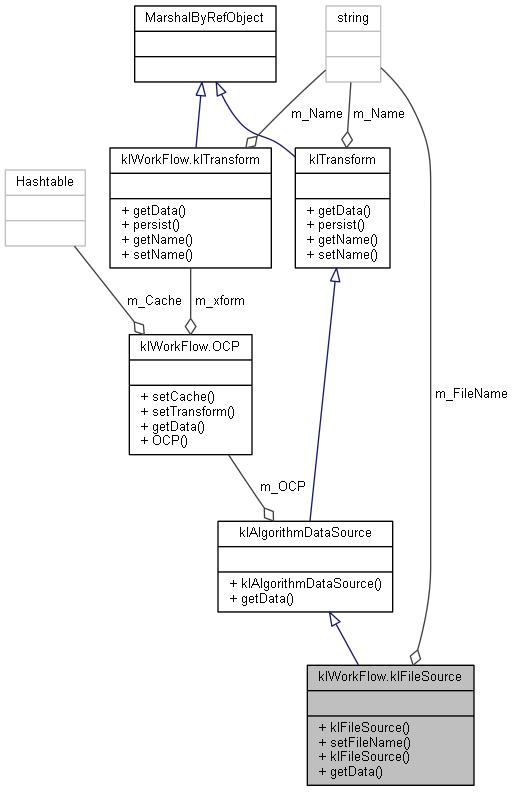 MarshalByRefObject
string
m_Name
m_Name
klWorkFlow.klTransform
+ getData()
+ persist()
+ getName()
+ setName()
klTransform
+ getData()
+ persist()
+ getName()
+ setName()
Hashtable
m_Cache
m_xform
klWorkFlow.OCP
+ setCache()
+ setTransform()
+ getData()
+ OCP()
m_FileName
m_OCP
klAlgorithmDataSource
+ klAlgorithmDataSource()
+ getData()
klWorkFlow.klFileSource
+ klFileSource()
+ setFileName()
+ klFileSource()
+ getData()